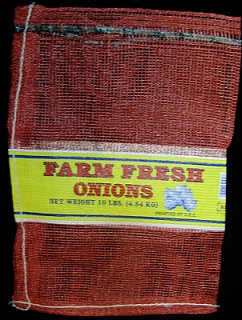 FARM FRESH
ONIONS
NET WEIGHT 10 LBS. (4.54 KG)